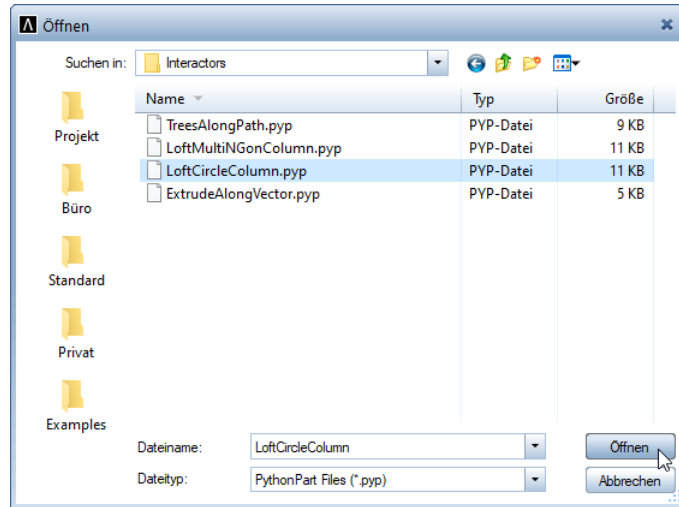 Öffnen
Suchen in: Interactors
Name Typ Größe
TreesAlongPath.pyp PYP-Datei 9 KB
LoftMultiNGonColumn.pyp PYP-Datei 11 KB
LoftCircleColumn.pyp PYP-Datei 11 KB
ExtrudeAlongVector.pyp PYP-Datei 5 KB
Projekt
Büro
Standard
Privat
Examples
Dateiname: LoftCircleColumn Öffnen
Dateityp: PythonPart Files (*.pyp) Abbrechen